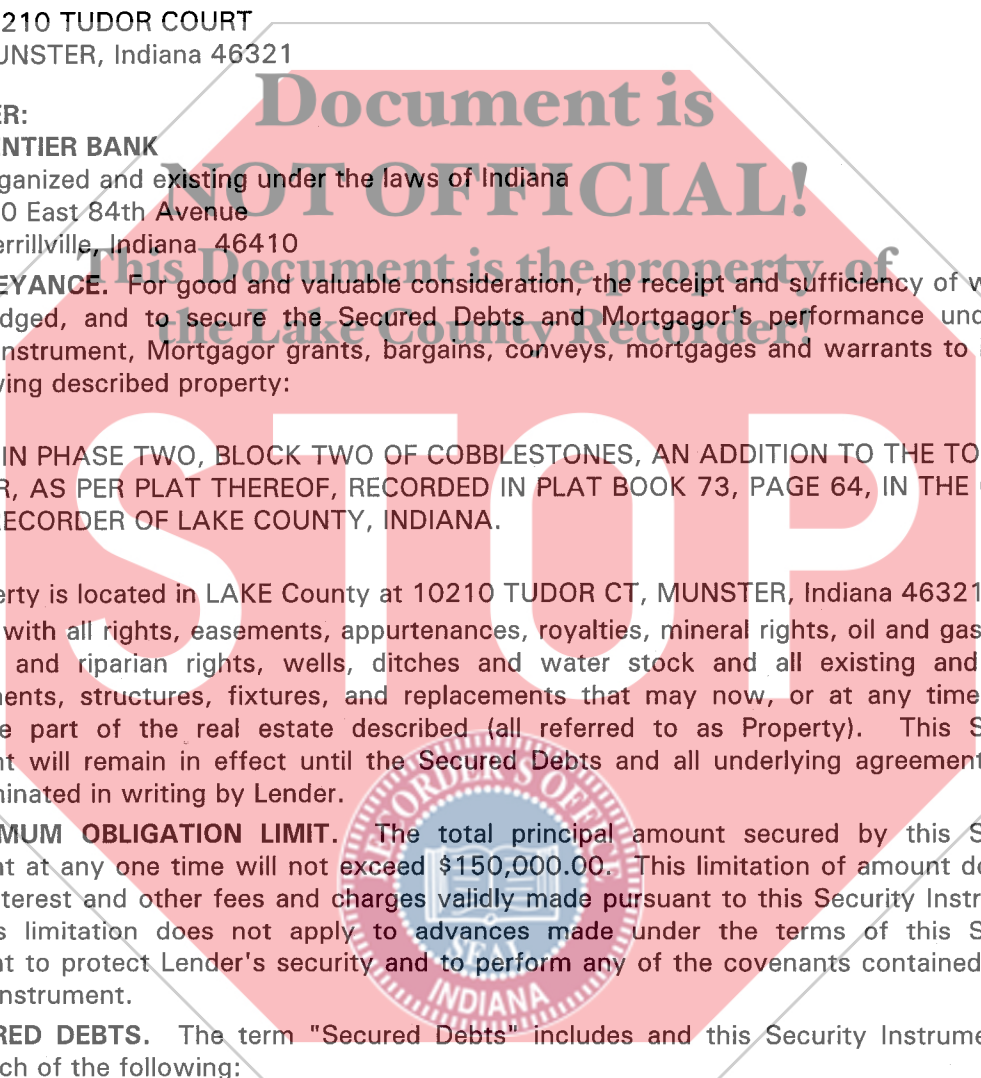 210 TUDOR COURT
UNSTER, Indiana 46321
Document is
ER:
NTIER BANK
ganized and existing under the laws of Indiana
NOT OFFICIAL!
0 East 84th Avenue
errillville, Indiana 46410
This Document is the property of
EYANCE. For good and valuable consideration, the receipt and sufficiency of w
dged, and to secure the Secured Debts and Mortgagor's performance und
the Lake County Recorder!
nstrument, Mortgagor grants, bargains, conveys, mortgages and warrants to
ving described property:
STOP
IN PHASE TWO, BLOCK TWO OF COBBLESTONES, AN ADDITION TO THE TO
R, AS PER PLAT THEREOF, RECORDED IN PLAT BOOK 73, PAGE 64, IN THE
RECORDER OF LAKE COUNTY, INDIANA.
erty is located in LAKE County at 10210 TUDOR CT, MUNSTER, Indiana 46321
with all rights, easements, appurtenances, royalties, mineral rights, oil and gas
and riparian rights, wells, ditches and water stock and all existing and
nents, structures, fixtures, and replacements that may now, or at any time
e part of the real estate described (all referred to as Property). This S
nt will remain in effect until the Secured Debts and all underlying agreement
minated in writing by Lender.
MUM OBLIGATION LIMIT. The total principal amount secured by this S
nt at any one time will not exceed $150,000.00. This limitation of amount do
terest and other fees and charges validly made pursuant to this Security Instr
s limitation does not apply to advances made under the terms of this S
nt to protect Lender's security and to perform any of the covenants contained
nstrument.
RECORDER'S OFFICE
SEAL
INDIANA
RED DEBTS. The term "Secured Debts" includes and this Security Instrume
ch of the following: